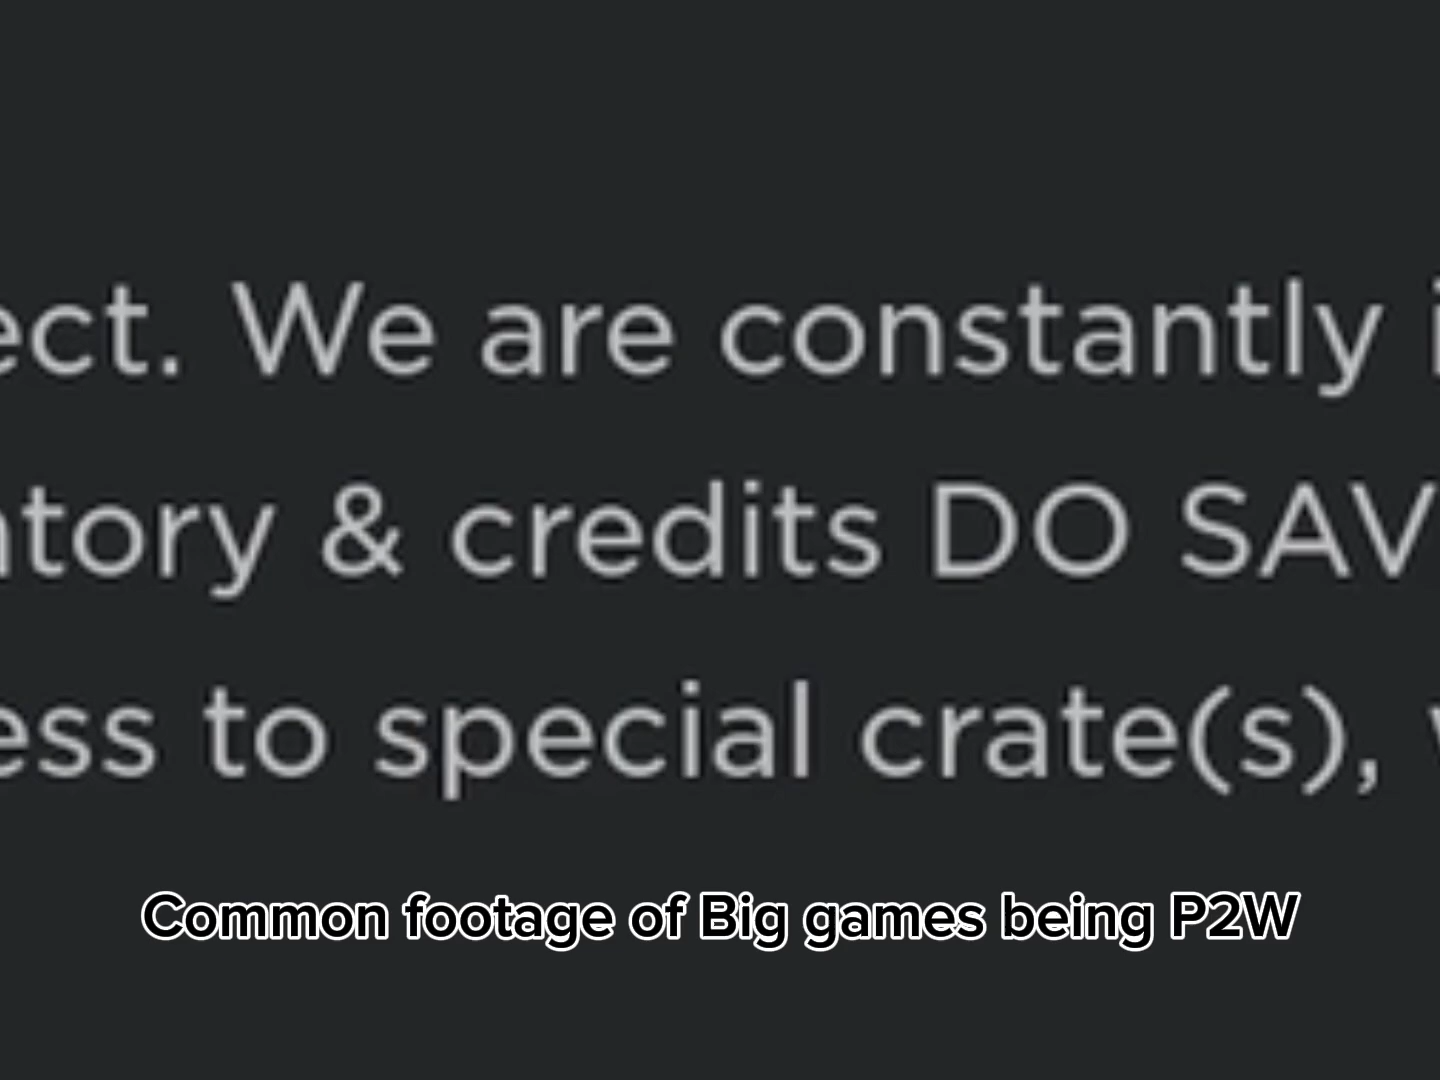 ect. We are constantly i
ntory & credits DO SAV
ess to special crate(s),
Common footage of Big games being P2W